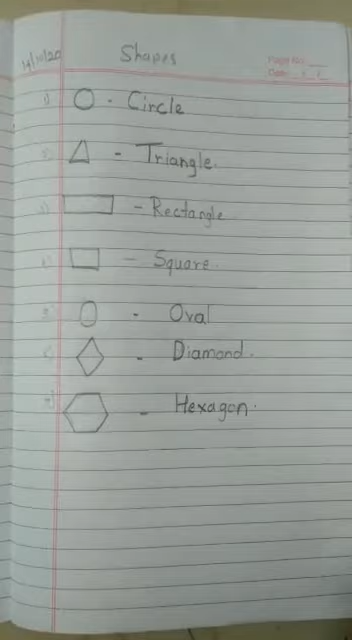 14/10/20 Shapes Page No.
Date
1) - Circle
2) - Triangle.
3) - Rectangle
4) - Square.
5) - Oval
6) - Diamond.
7) - Hexagon.